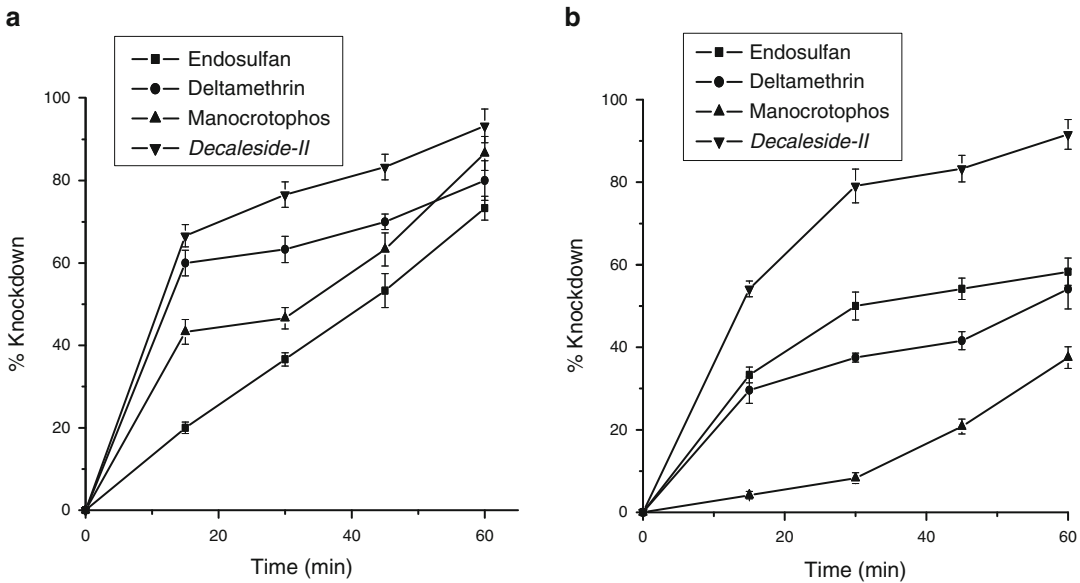 a
Endosulfan
Deltamethrin
Manocrotophos
Decaleside-II
100
80
60
40
20
0
% Knockdown
0
20
40
60
Time (min)
b
Endosulfan
Deltamethrin
Manocrotophos
Decaleside-II
100
80
60
40
20
0
% Knockdown
0
20
40
60
Time (min)